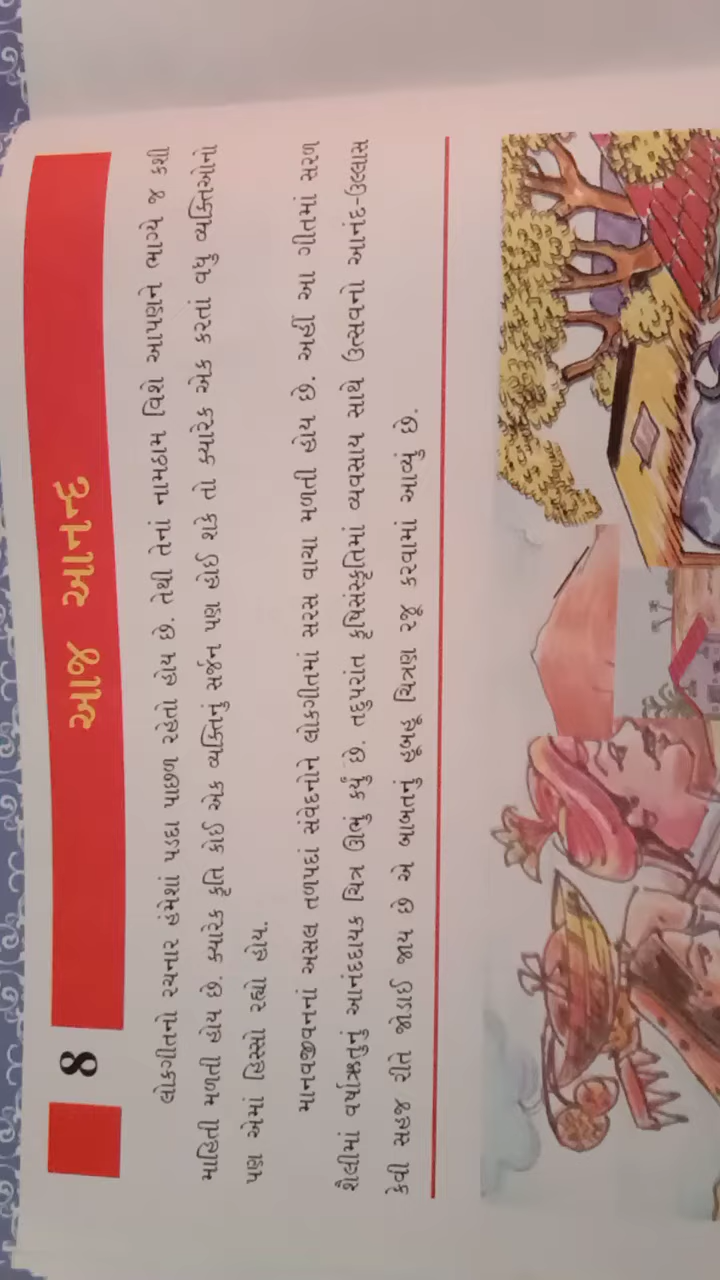 8
આજ આનન્દ
લોકગીતનો રચનાર હંમેશાં પડદા પાછળ રહેતો હોય છે. તેથી તેનાં નામઠામ વિશે આપણને ભાગ્યે જ કશી
માહિતી મળતી હોય છે. ક્યારેક કૃતિ કોઈ એક વ્યક્તિનું સર્જન પણ હોઈ શકે તો ક્યારેક એક કરતાં વધુ વ્યક્તિઓનો
પણ એમાં હિસ્સો રહ્યો હોય.
માનવજીવનનાં અસલ તળપદાં સંવેદનોને લોકગીતમાં સરસ વાચા મળતી હોય છે. અહીં આ ગીતમાં સરળ
શૈલીમાં વર્ષાઋતુનું આનંદદાયક ચિત્ર ઊભું કર્યું છે. તદુપરાંત કૃષિસંસ્કૃતિમાં વ્યવસાય સાથે ઉત્સવનો આનંદ-ઉલ્લાસ
કેવી સહજ રીતે જોડાઈ જાય છે એ બાબતનું હૂબહૂ ચિત્રણ રજૂ કરવામાં આવ્યું છે.